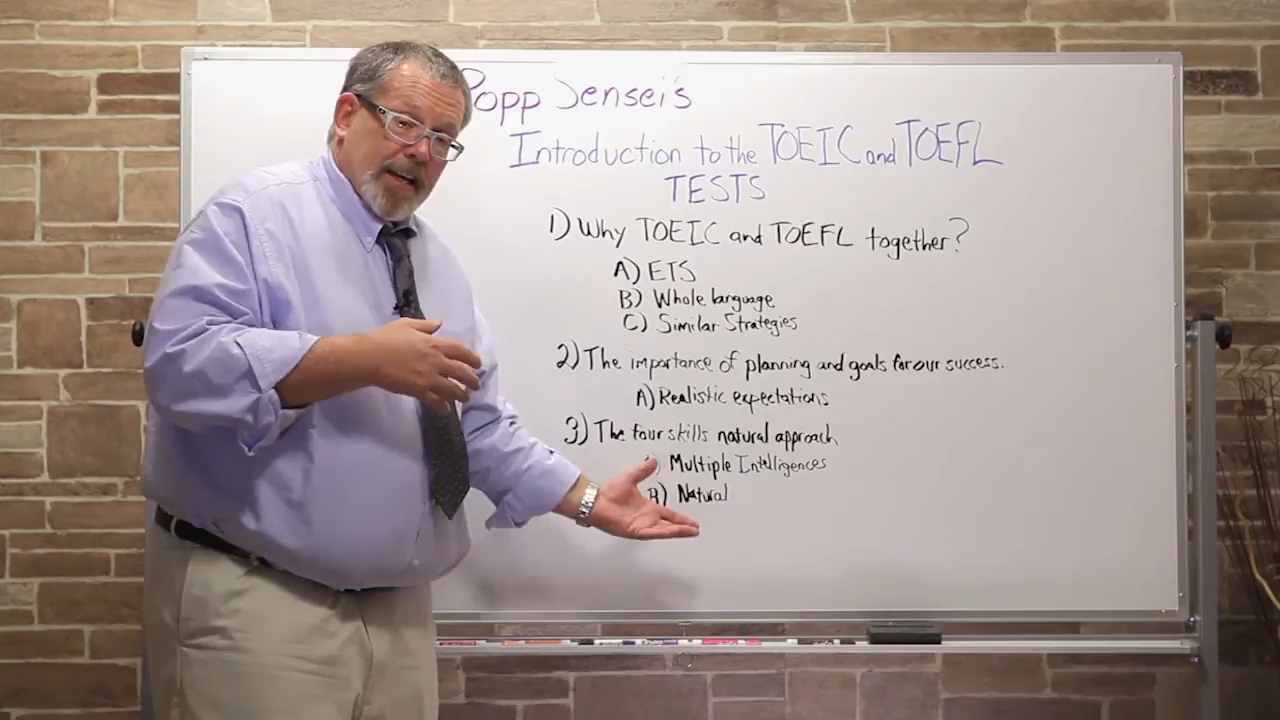 Popp Sensei's
Introduction to the TOEIC and TOEFL
TESTS
1) Why TOEIC and TOEFL together?
A) ETS
B) Whole language
C) Similar Strategies
2) The importance of planning and goals for our success.
A) Realistic expectations
3) The four skills natural approach
) Multiple Intelligences
B) Natural